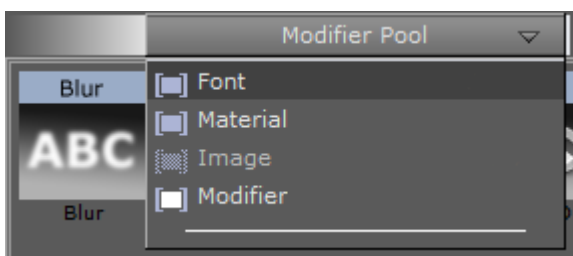 Modifier Pool
Blur
Font
Material
ABC
Image
Modifier
Blur